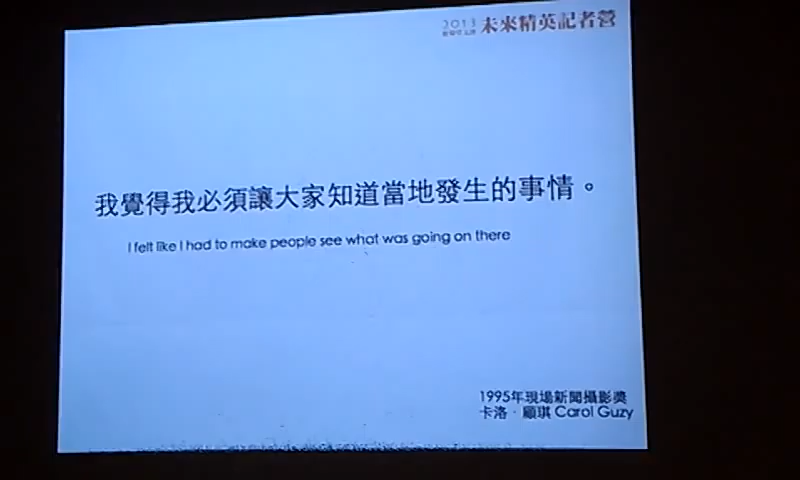 2013
未來精英記者營
我覺得我必須讓大家知道當地發生的事情。
I felt like I had to make people see what was going on there
1995年現場新聞攝影獎
卡洛．顧琪 Carol Guzy